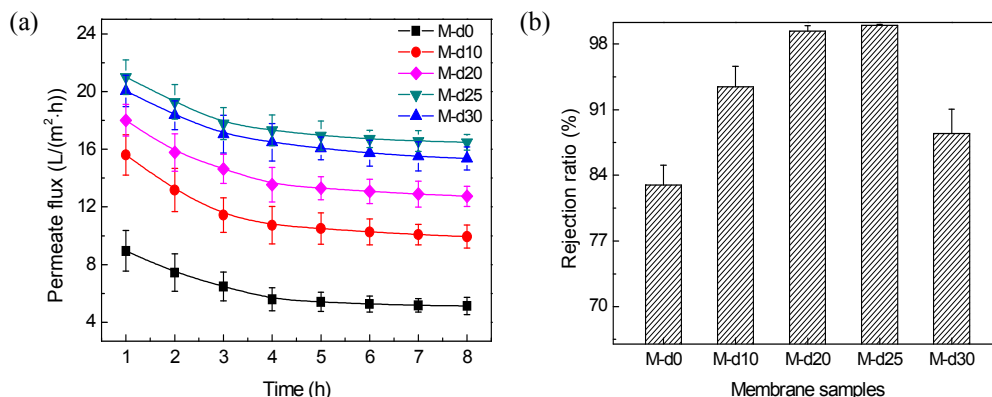 (a)
Permeate flux (L/(m²·h))
24
20
16
12
8
4
M-d0
M-d10
M-d20
M-d25
M-d30
1 2 3 4 5 6 7 8
Time (h)
(b)
Rejection ratio (%)
98
91
84
77
70
M-d0 M-d10 M-d20 M-d25 M-d30
Membrane samples